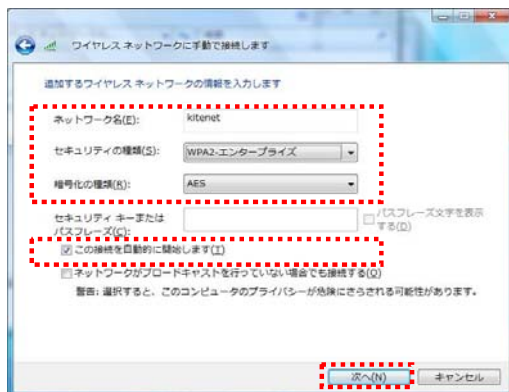 ワイヤレス ネットワークに手動で接続します
追加するワイヤレス ネットワークの情報を入力します
ネットワーク名(E): kitenet
セキュリティの種類(S): WPA2-エンタープライズ
暗号化の種類(R): AES
セキュリティ キーまたは
パスフレーズ(C):
パスフレーズ文字を表示
する(D)
この接続を自動的に開始します(T)
ネットワークがブロードキャストを行っていない場合でも接続する(O)
警告: 選択すると、このコンピュータのプライバシーが危険にさらされる可能性があります。
次へ(N) キャンセル